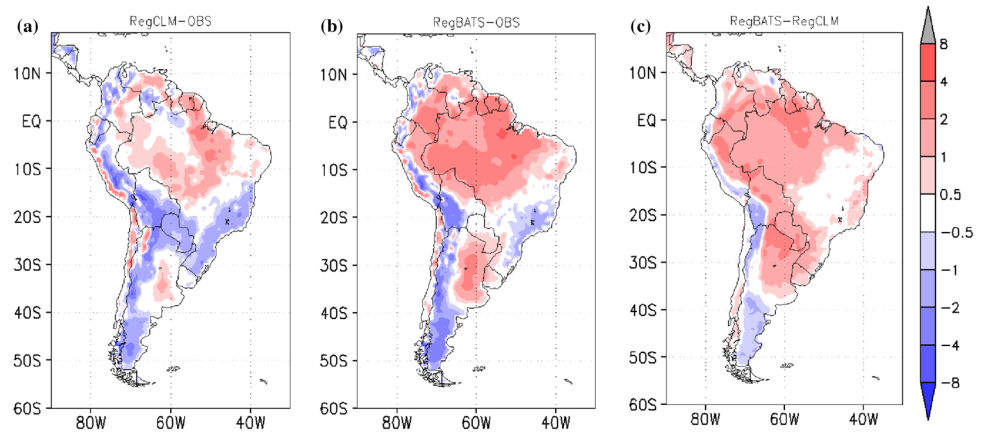 (a) RegCLM-OBS
(b) RegBATS-OBS
(c) RegBATS-RegCLM
10N
EQ
10S
20S
30S
40S
50S
60S
80W 60W 40W
10N
EQ
10S
20S
30S
40S
50S
60S
80W 60W 40W
10N
EQ
10S
20S
30S
40S
50S
60S
80W 60W 40W
8
4
2
1
0.5
-0.5
-1
-2
-4
-8